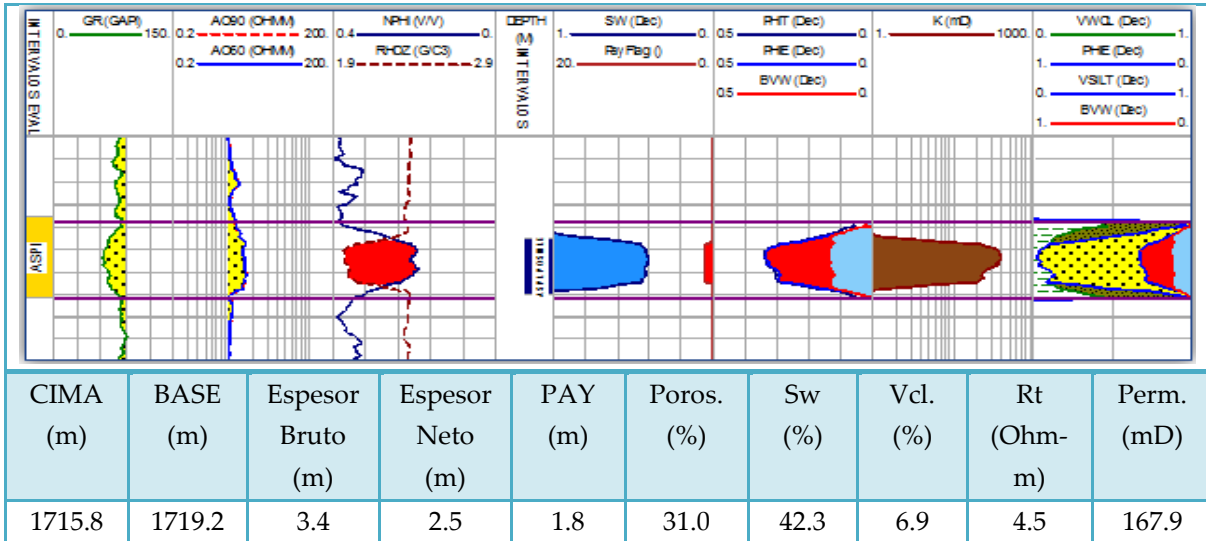 INTERVALOS EVAL
GR (GAPI)
0. 150.
AO90 (OHMM)
0.2 200.
AO60 (OHMM)
0.2 200.
NPHI (V/V)
0.4 0.
RHOZ (G/C3)
1.9 2.9
DEPTH
(M)
INTERVALOS
SW (Dec)
1. 0.
Pay Flag ()
20. 0.
PHIT (Dec)
0.5 0.
PHIE (Dec)
0.5 0.
BVW (Dec)
0.5 0.
K (mD)
1. 1000.
VWCL (Dec)
0. 1.
PHIE (Dec)
1. 0.
VSILT (Dec)
0. 1.
BVW (Dec)
1. 0.
CIMA BASE Espesor Espesor PAY Poros. Sw Vcl. Rt Perm.
(m) (m) Bruto Neto (m) (%) (%) (%) (Ohm- (mD)
(m) (m) m)
1715.8 1719.2 3.4 2.5 1.8 31.0 42.3 6.9 4.5 167.9